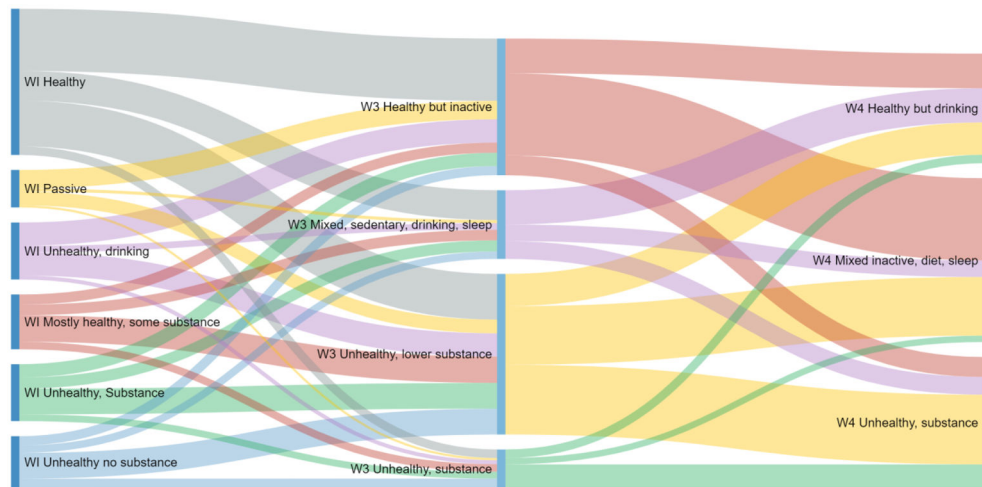 WI Healthy
WI Passive
WI Unhealthy, drinking
WI Mostly healthy, some substance
WI Unhealthy, Substance
WI Unhealthy no substance
W3 Healthy but inactive
W3 Mixed, sedentary, drinking, sleep
W3 Unhealthy, lower substance
W3 Unhealthy, substance
W4 Healthy but drinking
W4 Mixed inactive, diet, sleep
W4 Unhealthy, substance